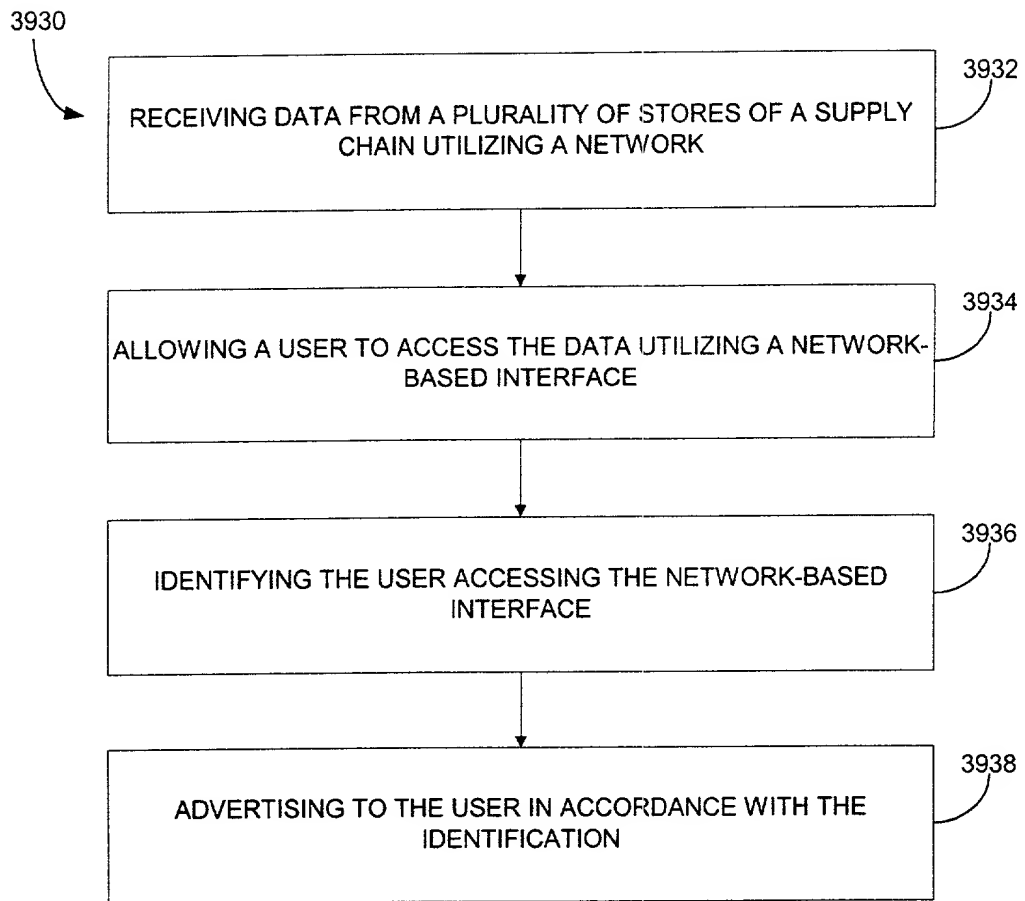 3930
3932
RECEIVING DATA FROM A PLURALITY OF STORES OF A SUPPLY
CHAIN UTILIZING A NETWORK
3934
ALLOWING A USER TO ACCESS THE DATA UTILIZING A NETWORK-
BASED INTERFACE
3936
IDENTIFYING THE USER ACCESSING THE NETWORK-BASED
INTERFACE
3938
ADVERTISING TO THE USER IN ACCORDANCE WITH THE
IDENTIFICATION